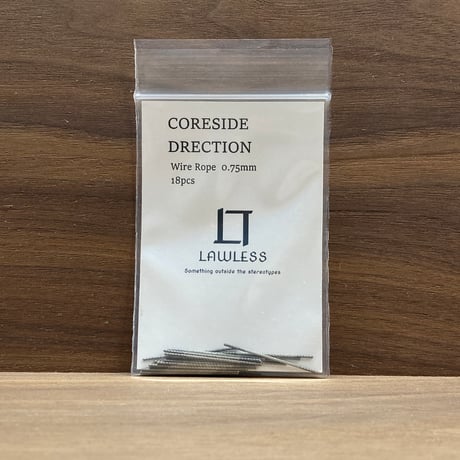 CORESIDE
DRECTION
Wire Rope 0.75mm
18pcs
LT
LAWLESS
Something outside the stereotypes